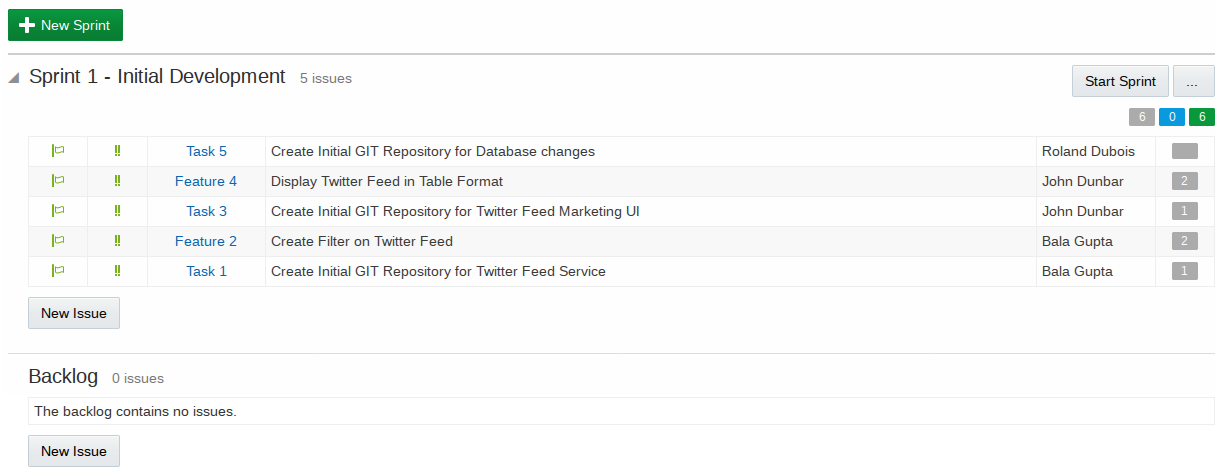 New Sprint
Sprint 1 - Initial Development 5 issues Start Sprint ...
6 0 6
!! Task 5 Create Initial GIT Repository for Database changes Roland Dubois
!! Feature 4 Display Twitter Feed in Table Format John Dunbar 2
!! Task 3 Create Initial GIT Repository for Twitter Feed Marketing UI John Dunbar 1
!! Feature 2 Create Filter on Twitter Feed Bala Gupta 2
!! Task 1 Create Initial GIT Repository for Twitter Feed Service Bala Gupta 1
New Issue
Backlog 0 issues
The backlog contains no issues.
New Issue